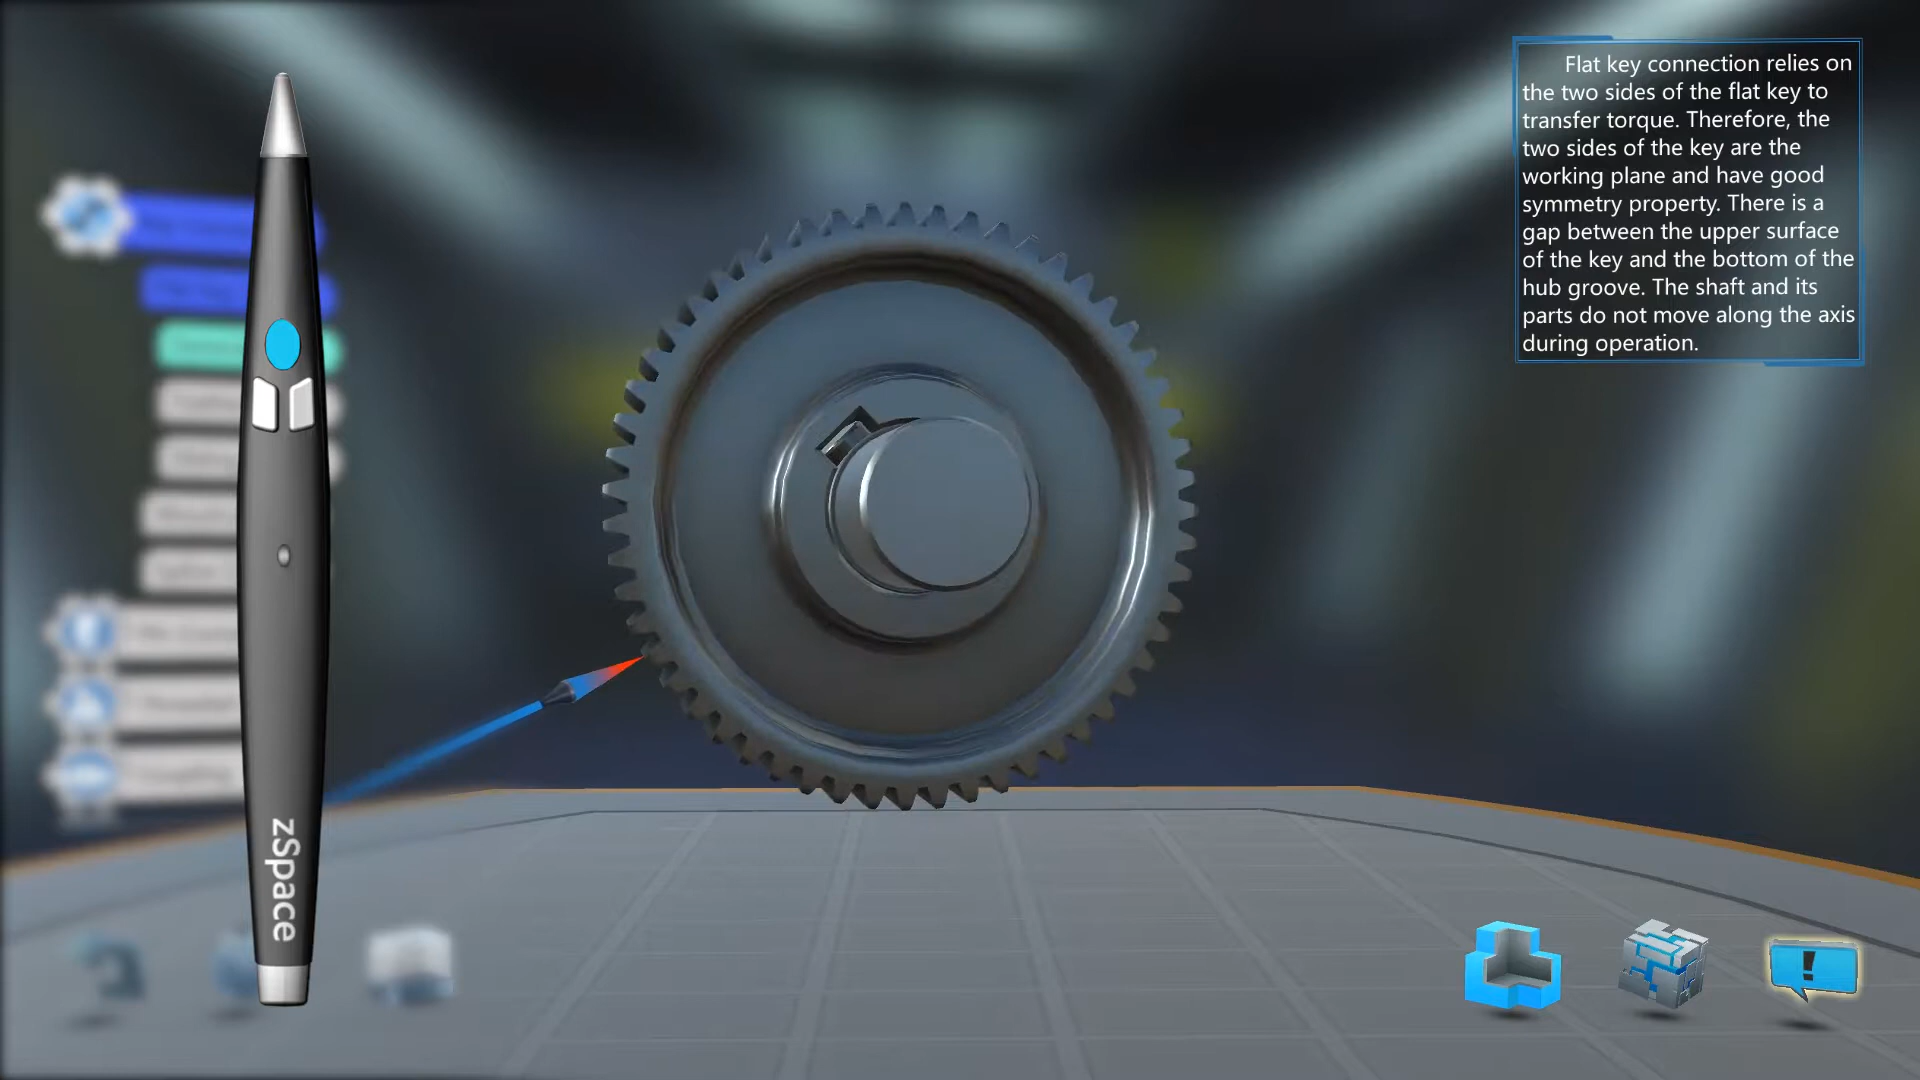 Flat key connection relies on
the two sides of the flat key to
transfer torque. Therefore, the
two sides of the key are the
working plane and have good
symmetry property. There is a
gap between the upper surface
of the key and the bottom of the
hub groove. The shaft and its
parts do not move along the axis
during operation.
zSpace